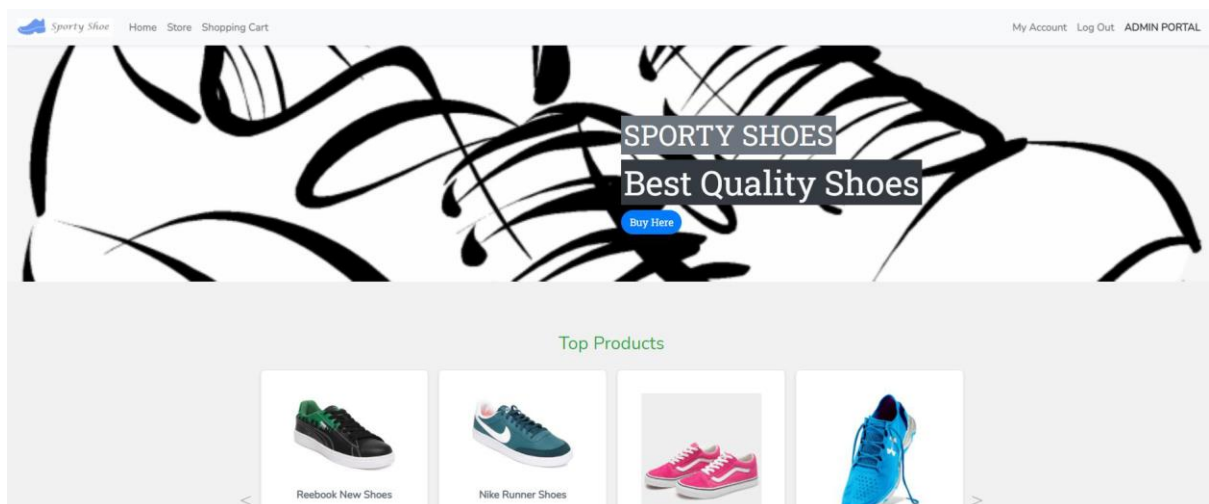 Sporty Shoe Home Store Shopping Cart My Account Log Out ADMIN PORTAL
SPORTY SHOES
Best Quality Shoes
Buy Here
Top Products
< Reebook New Shoes Nike Runner Shoes >